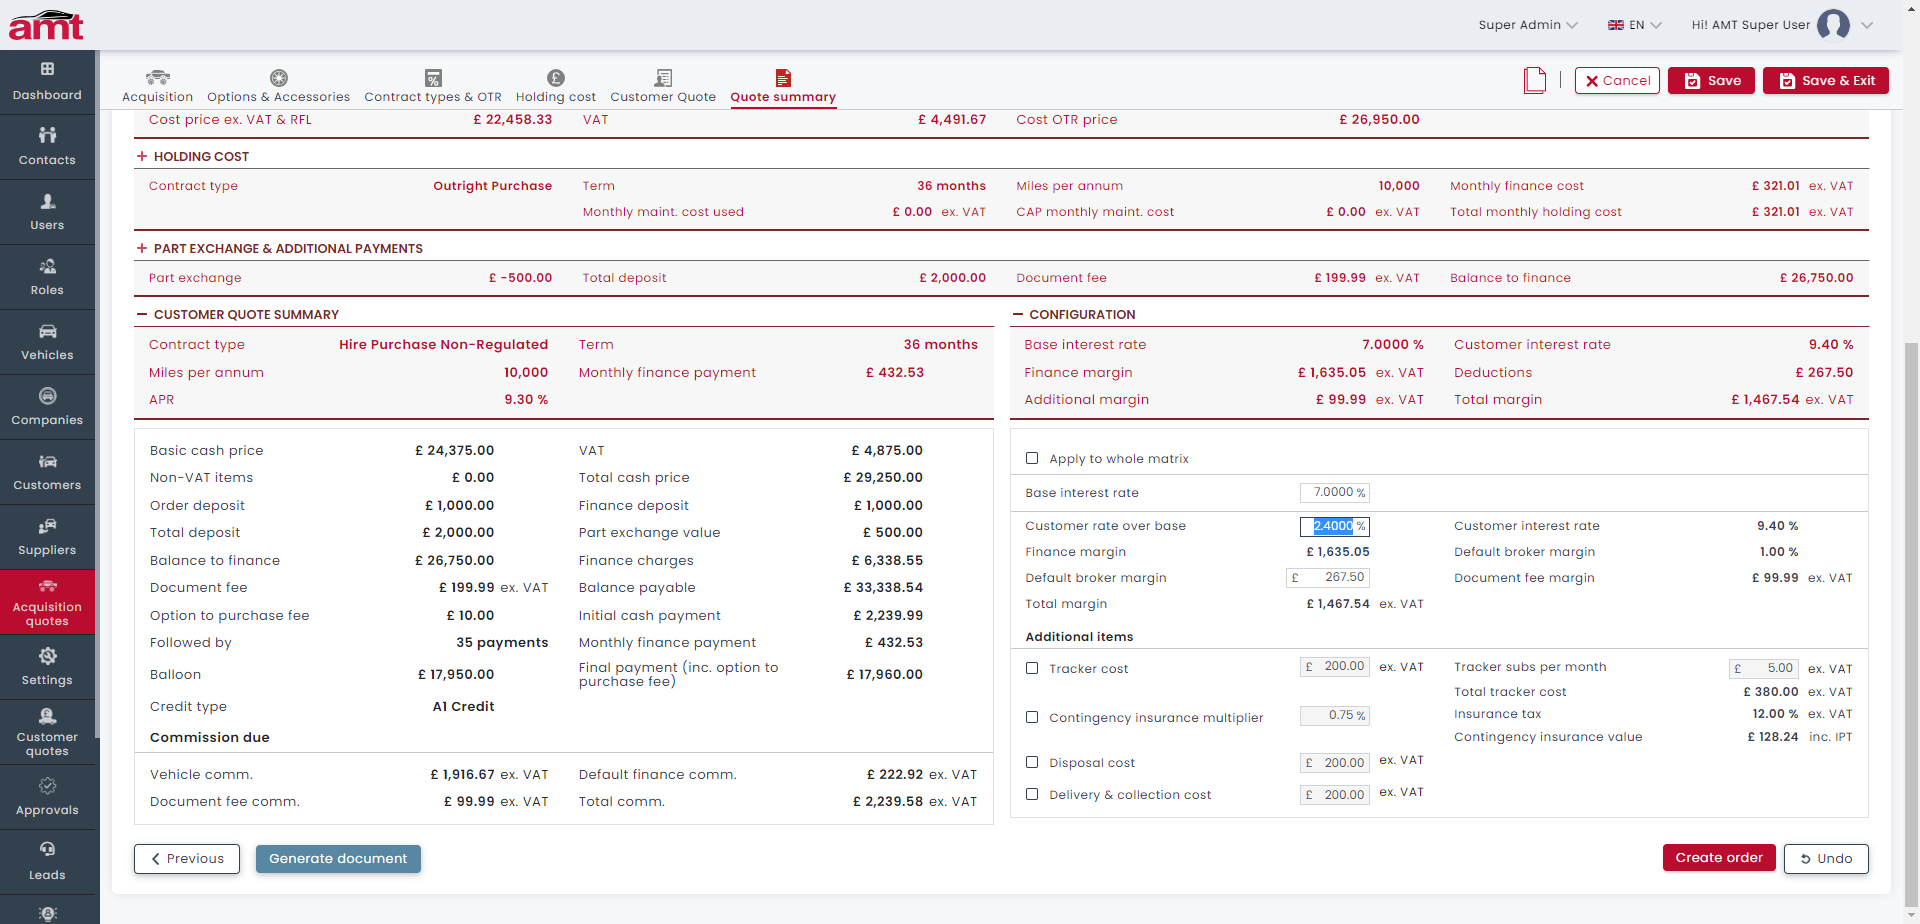 amt
Super Admin
EN
Hi! AMT Super User
Dashboard
Contacts
Users
Roles
Vehicles
Companies
Customers
Suppliers
Acquisition
quotes
Settings
Customer
quotes
Approvals
Leads
Acquisition
Options & Accessories
Contract types & OTR
Holding cost
Customer Quote
Quote summary
Cancel
Save
Save & Exit
Cost price ex. VAT & RFL £ 22,458.33 VAT £ 4,491.67 Cost OTR price £ 26,950.00
HOLDING COST
Contract type Outright Purchase Term 36 months Miles per annum 10,000 Monthly finance cost £ 321.01 ex. VAT
Monthly maint. cost used £ 0.00 ex. VAT CAP monthly maint. cost £ 0.00 ex. VAT Total monthly holding cost £ 321.01 ex. VAT
PART EXCHANGE & ADDITIONAL PAYMENTS
Part exchange £ -500.00 Total deposit £ 2,000.00 Document fee £ 199.99 ex. VAT Balance to finance £ 26,750.00
CUSTOMER QUOTE SUMMARY
Contract type Hire Purchase Non-Regulated Term 36 months
Miles per annum 10,000 Monthly finance payment £ 432.53
APR 9.30 %
Basic cash price £ 24,375.00 VAT £ 4,875.00
Non-VAT items £ 0.00 Total cash price £ 29,250.00
Order deposit £ 1,000.00 Finance deposit £ 1,000.00
Total deposit £ 2,000.00 Part exchange value £ 500.00
Balance to finance £ 26,750.00 Finance charges £ 6,338.55
Document fee £ 199.99 ex. VAT Balance payable £ 33,338.54
Option to purchase fee £ 10.00 Initial cash payment £ 2,239.99
Followed by 35 payments Monthly finance payment £ 432.53
Balloon £ 17,950.00 Final payment (inc. option to
purchase fee) £ 17,960.00
Credit type A1 Credit
Commission due
Vehicle comm. £ 1,916.67 ex. VAT Default finance comm. £ 222.92 ex. VAT
Document fee comm. £ 99.99 ex. VAT Total comm. £ 2,239.58 ex. VAT
CONFIGURATION
Base interest rate 7.0000 % Customer interest rate 9.40 %
Finance margin £ 1,635.05 ex. VAT Deductions £ 267.50
Additional margin £ 99.99 ex. VAT Total margin £ 1,467.54 ex. VAT
Apply to whole matrix
Base interest rate 7.0000 %
Customer rate over base 2.4000 % Customer interest rate 9.40 %
Finance margin £ 1,635.05 Default broker margin 1.00 %
Default broker margin £ 267.50 Document fee margin £ 99.99 ex. VAT
Total margin £ 1,467.54 ex. VAT
Additional items
Tracker cost £ 200.00 ex. VAT Tracker subs per month £ 5.00 ex. VAT
Total tracker cost £ 380.00 ex. VAT
Contingency insurance multiplier 0.75 % Insurance tax 12.00 % ex. VAT
Contingency insurance value £ 128.24 inc. IPT
Disposal cost £ 200.00 ex. VAT
Delivery & collection cost £ 200.00 ex. VAT
Previous
Generate document
Create order
Undo